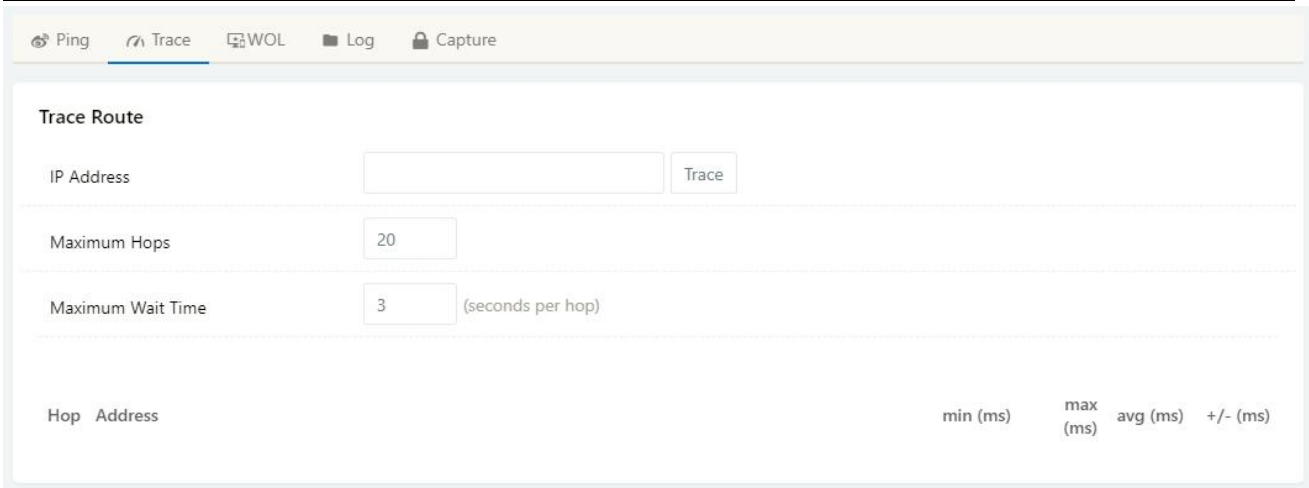 Ping Trace WOL Log Capture
Trace Route
IP Address Trace
Maximum Hops 20
Maximum Wait Time 3 (seconds per hop)
Hop Address min (ms) max (ms) avg (ms) +/- (ms)